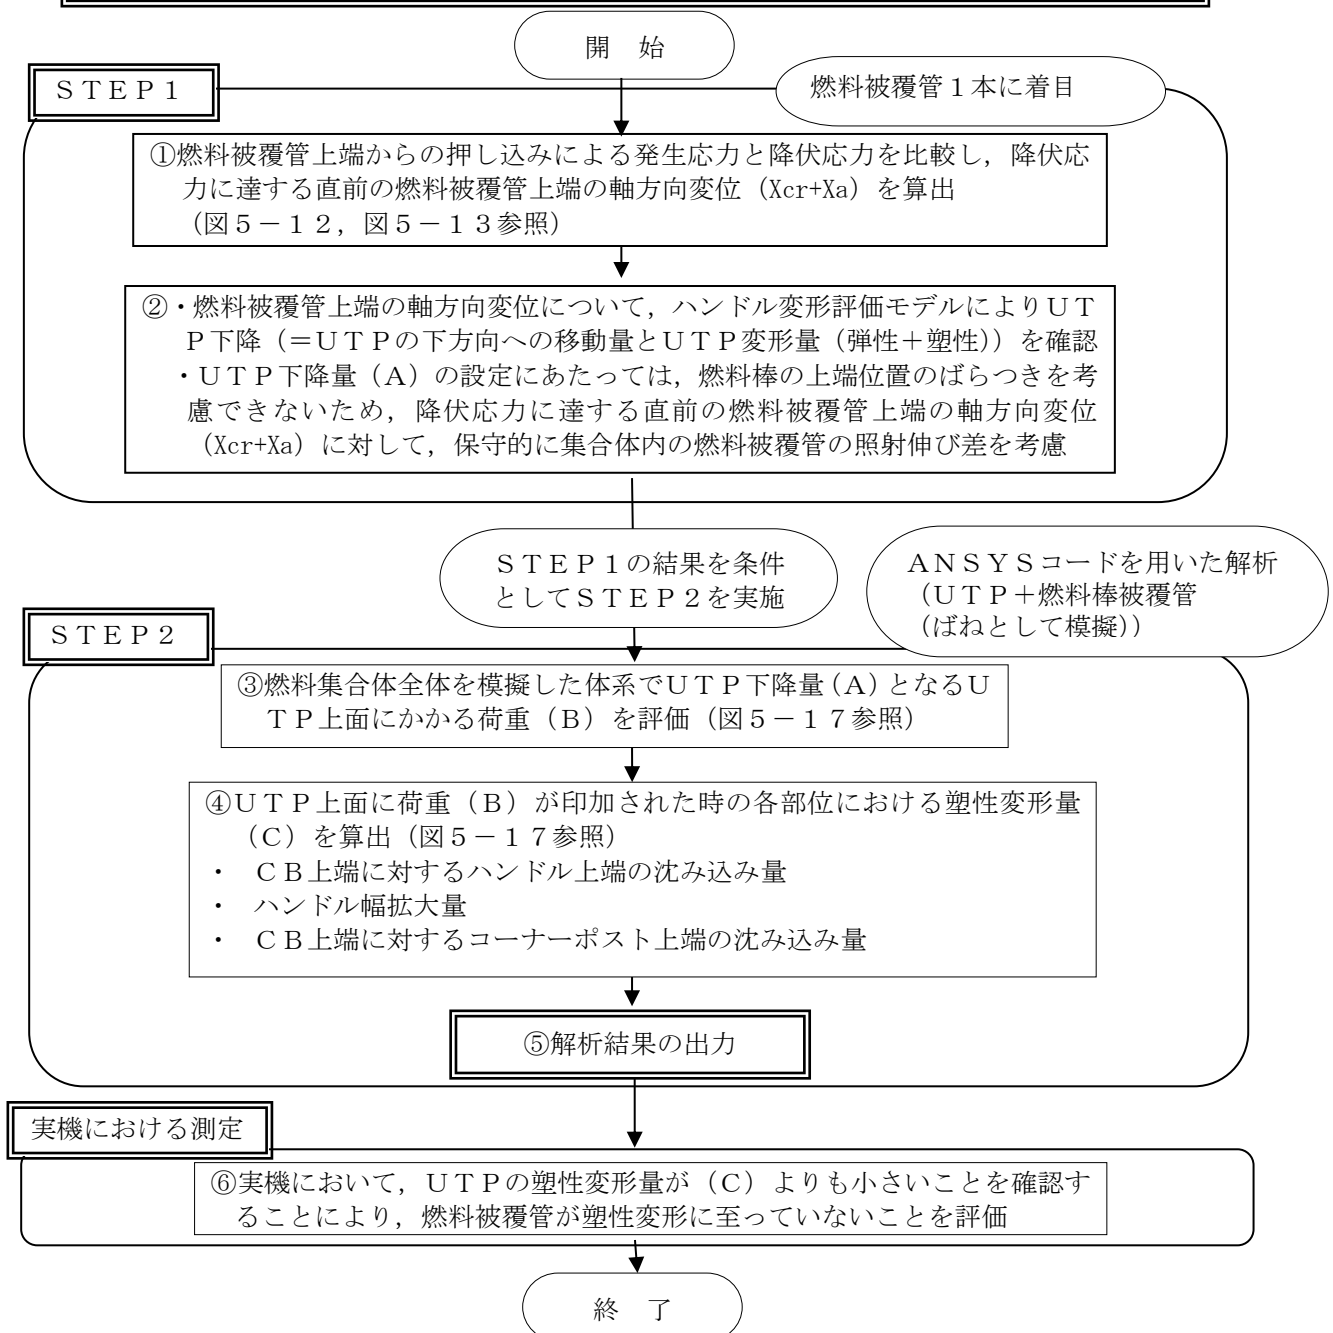 開　始
ＳＴＥＰ１
燃料被覆管１本に着目
①燃料被覆管上端からの押し込みによる発生応力と降伏応力を比較し，降伏応
力に達する直前の燃料被覆管上端の軸方向変位（Xcr+Xa）を算出
（図５－１２，図５－１３参照）
②・燃料被覆管上端の軸方向変位について，ハンドル変形評価モデルによりＵＴ
Ｐ下降（＝ＵＴＰの下方向への移動量とＵＴＰ変形量（弾性＋塑性））を確認
・ＵＴＰ下降量（Ａ）の設定にあたっては，燃料棒の上端位置のばらつきを考
慮できないため，降伏応力に達する直前の燃料被覆管上端の軸方向変位
（Xcr+Xa）に対して，保守的に集合体内の燃料被覆管の照射伸び差を考慮
ＳＴＥＰ１の結果を条件
としてＳＴＥＰ２を実施
ＡＮＳＹＳコードを用いた解析
（ＵＴＰ＋燃料棒被覆管
（ばねとして模擬））
ＳＴＥＰ２
③燃料集合体全体を模擬した体系でＵＴＰ下降量（Ａ）となるＵ
ＴＰ上面にかかる荷重（Ｂ）を評価（図５－１７参照）
④ＵＴＰ上面に荷重（Ｂ）が印加された時の各部位における塑性変形量
（Ｃ）を算出（図５－１７参照）
・　ＣＢ上端に対するハンドル上端の沈み込み量
・　ハンドル幅拡大量
・　ＣＢ上端に対するコーナーポスト上端の沈み込み量
⑤解析結果の出力
実機における測定
⑥実機において，ＵＴＰの塑性変形量が（Ｃ）よりも小さいことを確認す
ることにより，燃料被覆管が塑性変形に至っていないことを評価
終　了